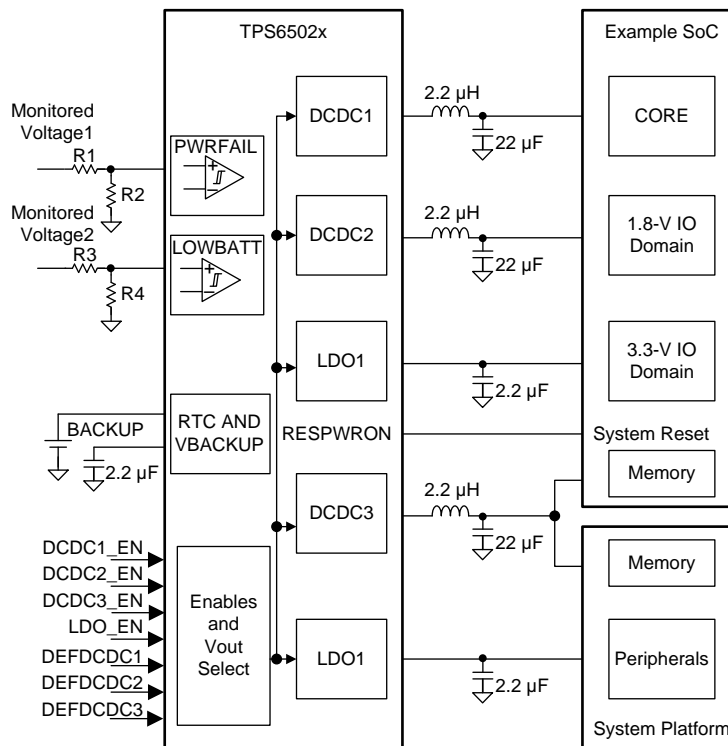 TPS6502x
Example SoC
Monitored
Voltage1
R1
R2
PWRFAIL
+
−
DCDC1
2.2 µH
22 µF
CORE
Monitored
Voltage2
R3
R4
LOWBATT
+
−
DCDC2
2.2 µH
22 µF
1.8-V IO
Domain
LDO1
2.2 µF
3.3-V IO
Domain
BACKUP
2.2 µF
RTC AND
VBACKUP
RESPWRON
System Reset
Memory
DCDC3
2.2 µH
22 µF
Memory
DCDC1_EN
DCDC2_EN
DCDC3_EN
LDO_EN
DEFDCDC1
DEFDCDC2
DEFDCDC3
Enables
and
Vout
Select
LDO1
2.2 µF
Peripherals
System Platform